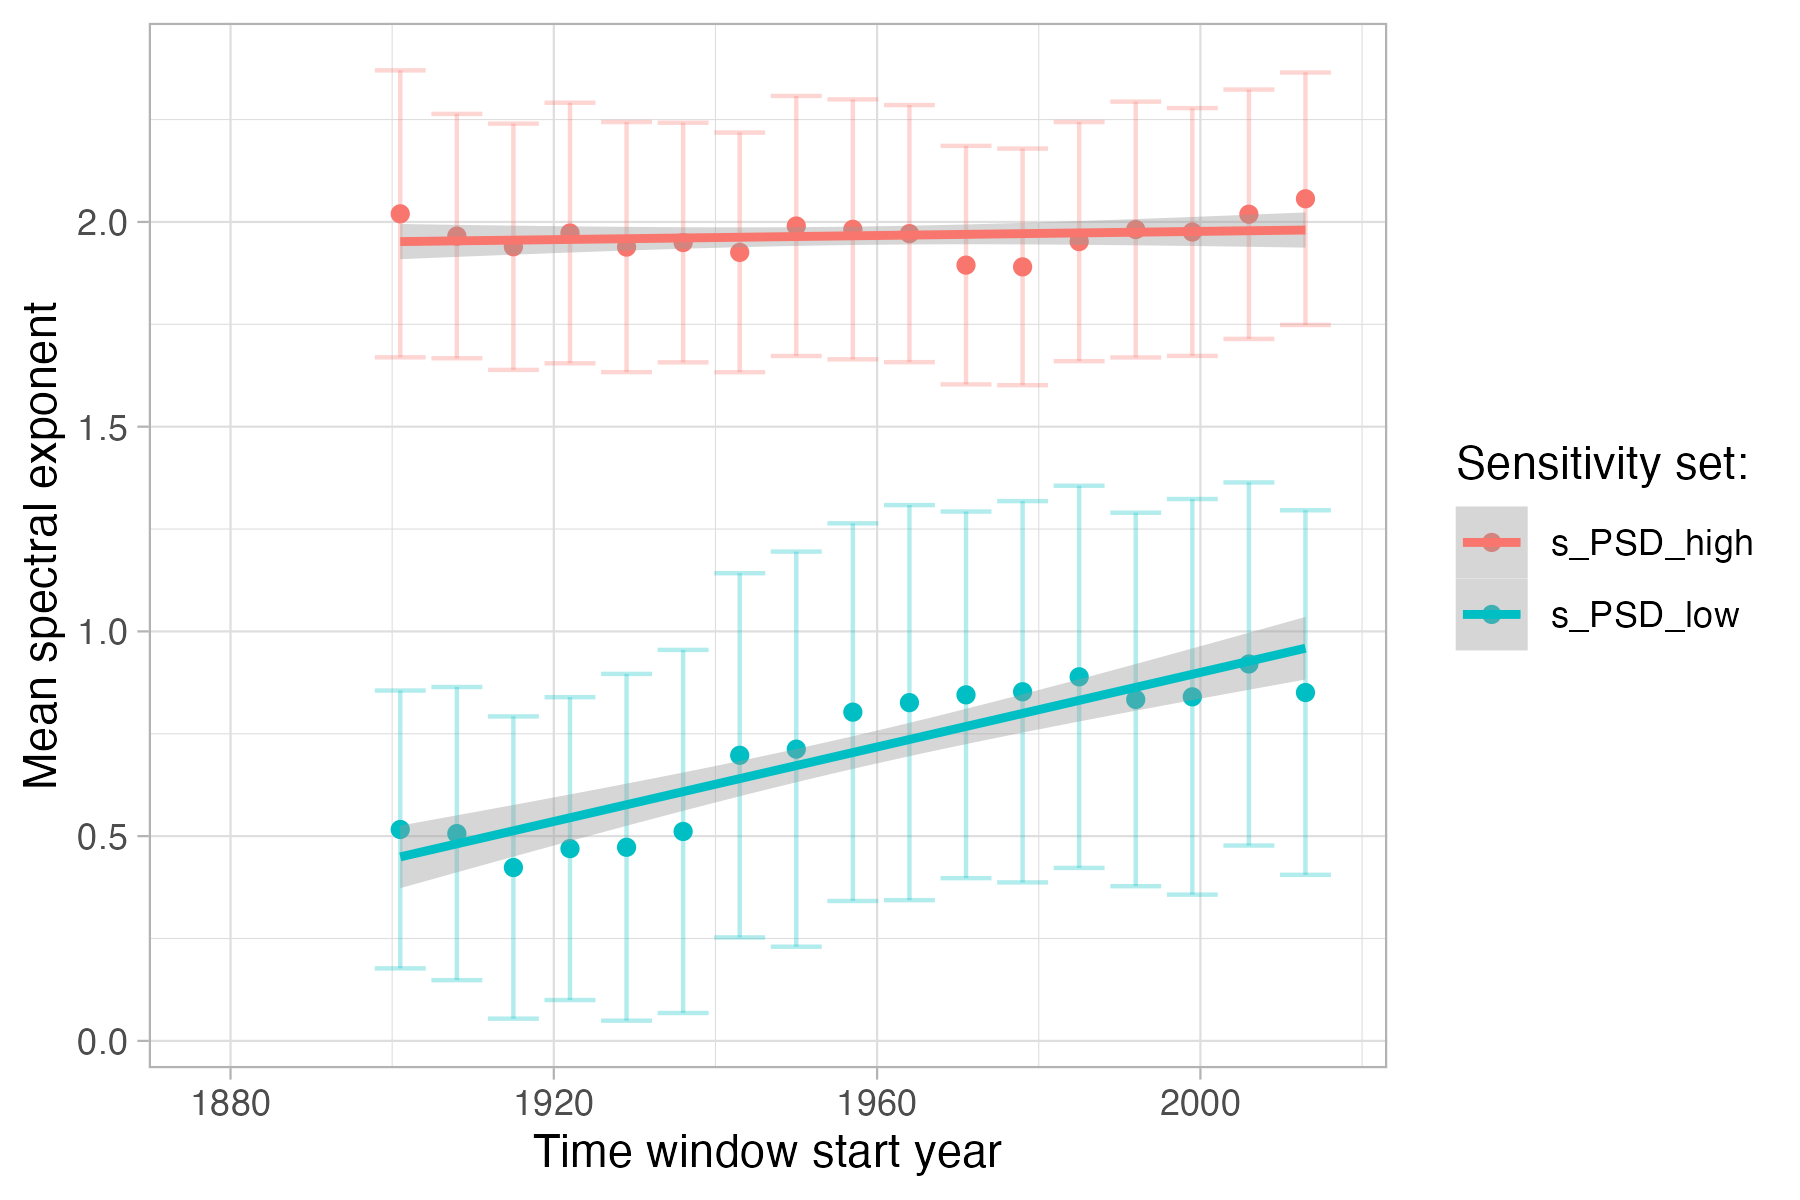 Mean spectral exponent
2.0
1.5
1.0
0.5
0.0
1880 1920 1960 2000
Time window start year
Sensitivity set:
s_PSD_high
s_PSD_low